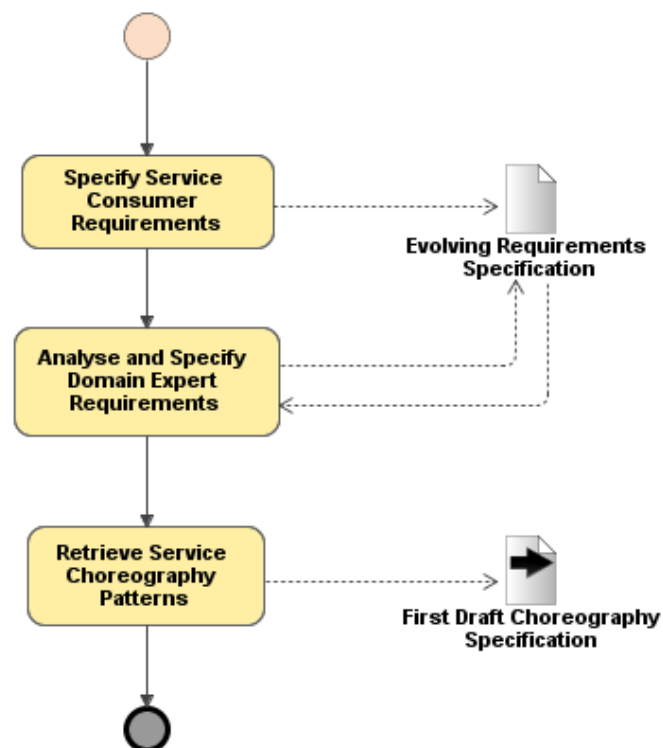 Specify Service
Consumer
Requirements
Evolving Requirements
Specification
Analyse and Specify
Domain Expert
Requirements
Retrieve Service
Choreography
Patterns
First Draft Choreography
Specification